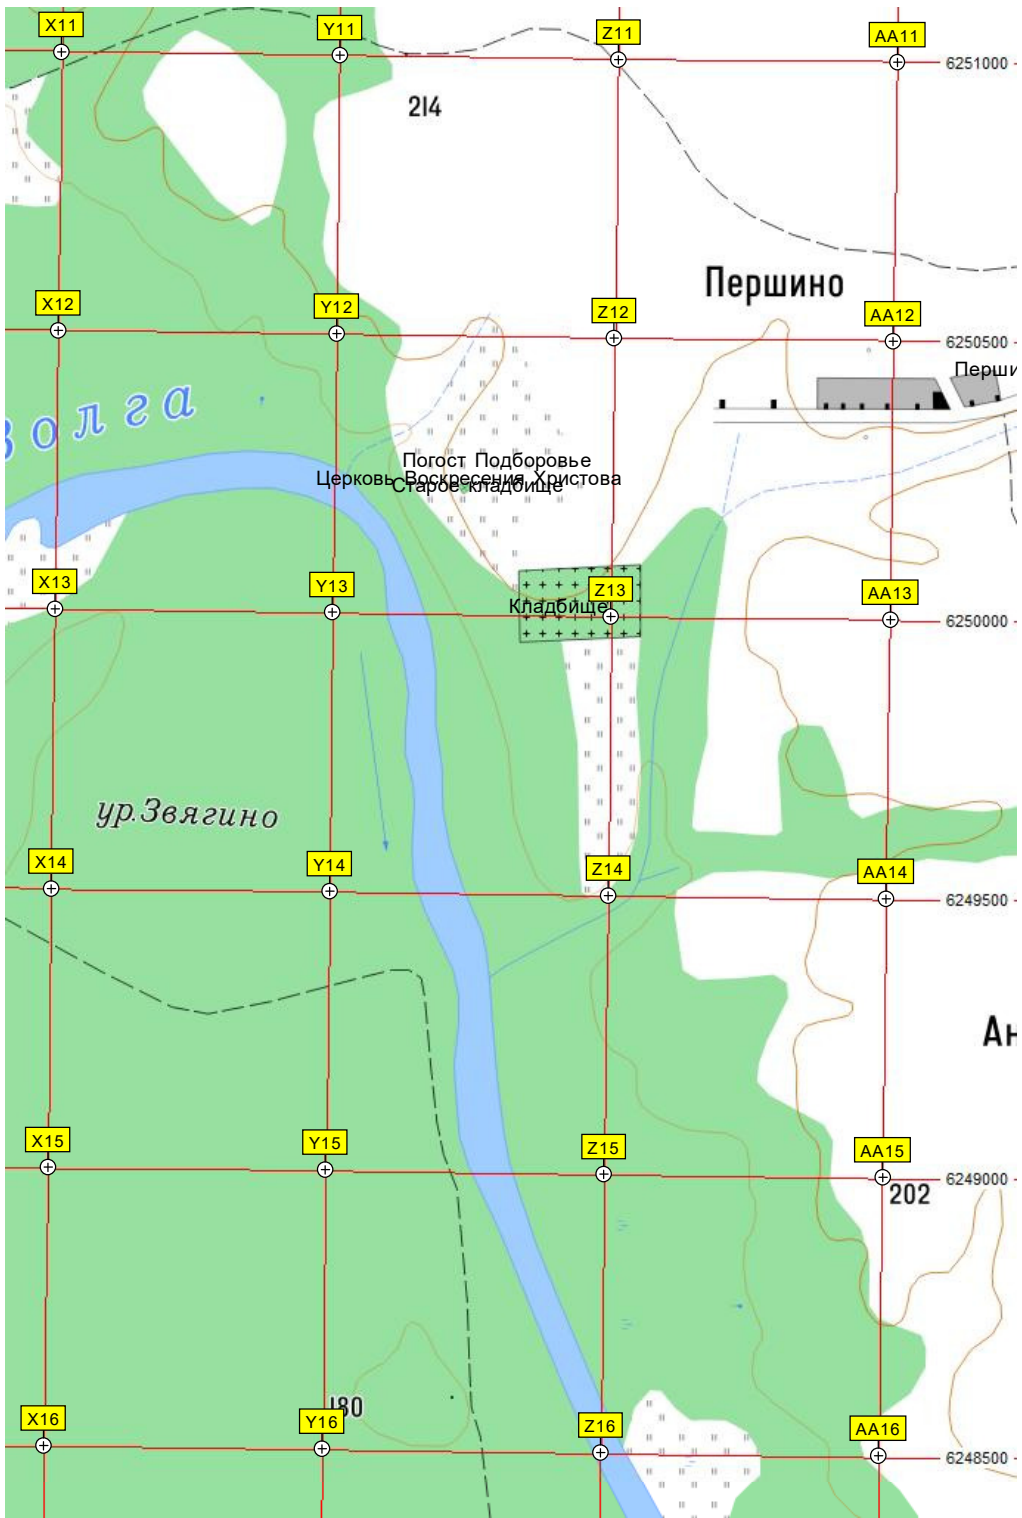 X11
Y11
Z11
AA11
6251000
214
Першино
X12
Y12
Z12
AA12
6250500
Перши
Волга
Погост Подборовье
Церковь Воскресения Христова
Старое кладбище
X13
Y13
Z13
AA13
Кладбище
6250000
ур.Звягино
X14
Y14
Z14
AA14
6249500
Ан
X15
Y15
Z15
AA15
6249000
202
180
X16
Y16
Z16
AA16
6248500